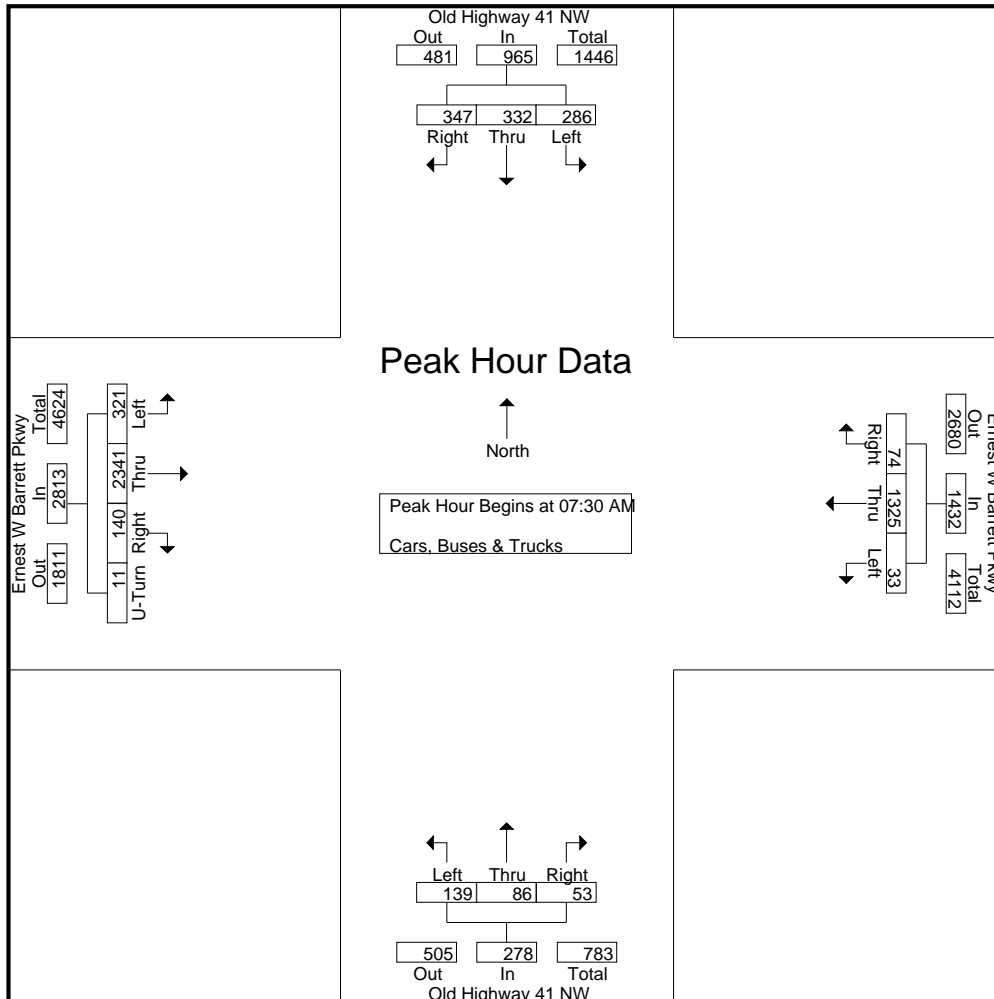 Old Highway 41 NW
Out In Total
481 965 1446
347 332 286
Right Thru Left
Peak Hour Data
North
Peak Hour Begins at 07:30 AM
Cars, Buses & Trucks
Ernest W Barrett Pkwy
Total In Out
4624 2813 1811
321 2341 140 11
Left Thru Right U-Turn
Right Thru Left
74 1325 33
2680 1432 4112
Out In Total
Ernest W Barrett Pkwy
Left Thru Right
139 86 53
505 278 783
Out In Total
Old Highway 41 NW